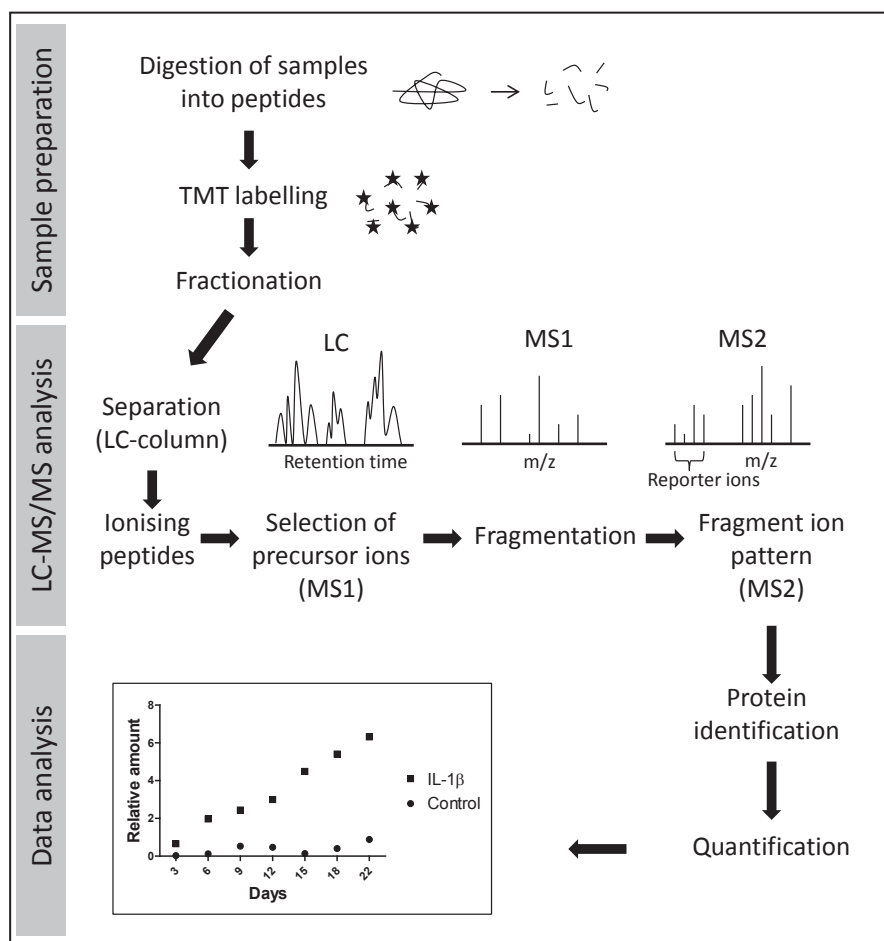 Sample preparation
Digestion of samples
into peptides
TMT labelling
Fractionation
LC-MS/MS analysis
Separation
(LC-column)
LC
Retention time
MS1
m/z
MS2
m/z
Reporter ions
Ionising
peptides
Selection of
precursor ions
(MS1)
Fragmentation
Fragment ion
pattern
(MS2)
Data analysis
Protein
identification
Quantification
Relative amount
8
6
4
2
0
3
6
9
12
15
18
22
Days
IL-1β
Control